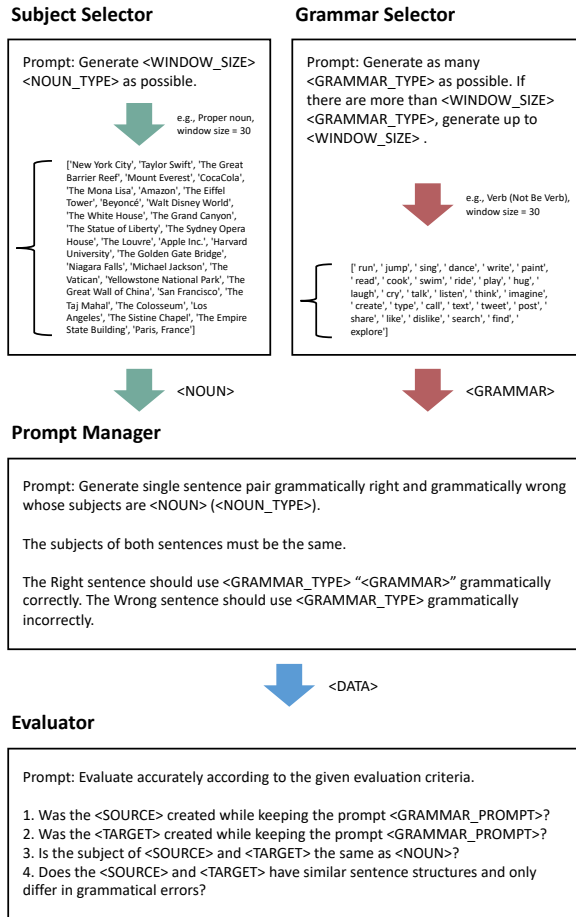 Subject Selector
Prompt: Generate <WINDOW_SIZE>
<NOUN_TYPE> as possible.
e.g., Proper noun,
window size = 30
['New York City', 'Taylor Swift', 'The Great
Barrier Reef', 'Mount Everest', 'CocaCola',
'The Mona Lisa', 'Amazon', 'The Eiffel
Tower', 'Beyoncé', 'Walt Disney World',
'The White House', 'The Grand Canyon',
'The Statue of Liberty', 'The Sydney Opera
House', 'The Louvre', 'Apple Inc.', 'Harvard
University', 'The Golden Gate Bridge',
'Niagara Falls', 'Michael Jackson', 'The
Vatican', 'Yellowstone National Park', 'The
Great Wall of China', 'San Francisco', 'The
Taj Mahal', 'The Colosseum', 'Los
Angeles', 'The Sistine Chapel', 'The Empire
State Building', 'Paris, France']
<NOUN>
Grammar Selector
Prompt: Generate as many
<GRAMMAR_TYPE> as possible. If
there are more than <WINDOW_SIZE>
<GRAMMAR_TYPE>, generate up to
<WINDOW_SIZE> .
e.g., Verb (Not Be Verb),
window size = 30
[' run', ' jump', ' sing', ' dance', ' write', ' paint',
' read', ' cook', ' swim', ' ride', ' play', ' hug', '
laugh', ' cry', ' talk', ' listen', ' think', ' imagine', '
create', ' type', ' call', ' text', ' tweet', ' post', '
share', ' like', ' dislike', ' search', ' find', '
explore']
<GRAMMAR>
Prompt Manager
Prompt: Generate single sentence pair grammatically right and grammatically wrong
whose subjects are <NOUN> (<NOUN_TYPE>).
The subjects of both sentences must be the same.
The Right sentence should use <GRAMMAR_TYPE> “<GRAMMAR>” grammatically
correctly. The Wrong sentence should use <GRAMMAR_TYPE> grammatically
incorrectly.
<DATA>
Evaluator
Prompt: Evaluate accurately according to the given evaluation criteria.
1. Was the <SOURCE> created while keeping the prompt <GRAMMAR_PROMPT>?
2. Was the <TARGET> created while keeping the prompt <GRAMMAR_PROMPT>?
3. Is the subject of <SOURCE> and <TARGET> the same as <NOUN>?
4. Does the <SOURCE> and <TARGET> have similar sentence structures and only
differ in grammatical errors?